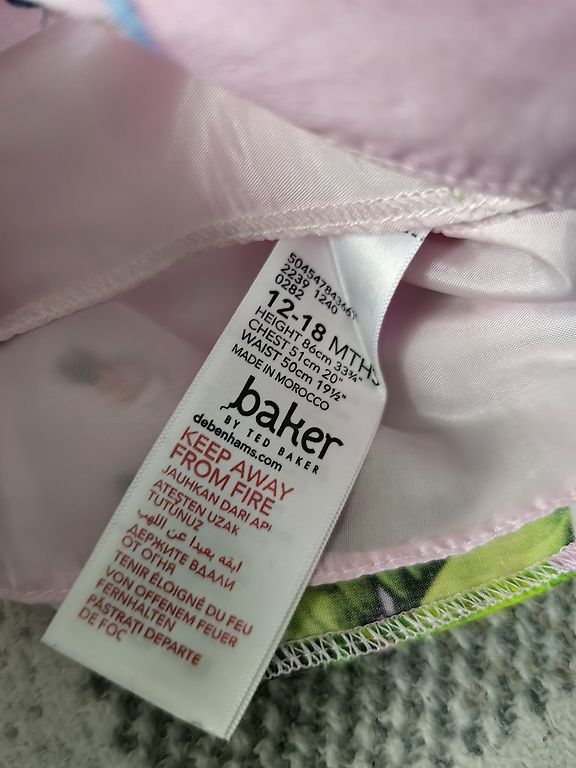 2239 1240
0282
12-18 MTHS
HEIGHT 86cm 33¾"
CHEST 51cm 20"
WAIST 50cm 19½"
MADE IN MOROCCO
baker
BY TED BAKER
debenhams.com
KEEP AWAY
FROM FIRE
JAUHKAN DARI API
ATESTEN UZAK
TUTUNUZ
ابقه بعيدا عن اللهب
ДЕРЖИТЕ ВДАЛИ
ОТ ОГНЯ
TENIR ÉLOIGNÉ DU FEU
VON OFFENEM FEUER
FERNHALTEN
PĂSTRAȚI DEPARTE
DE FOC